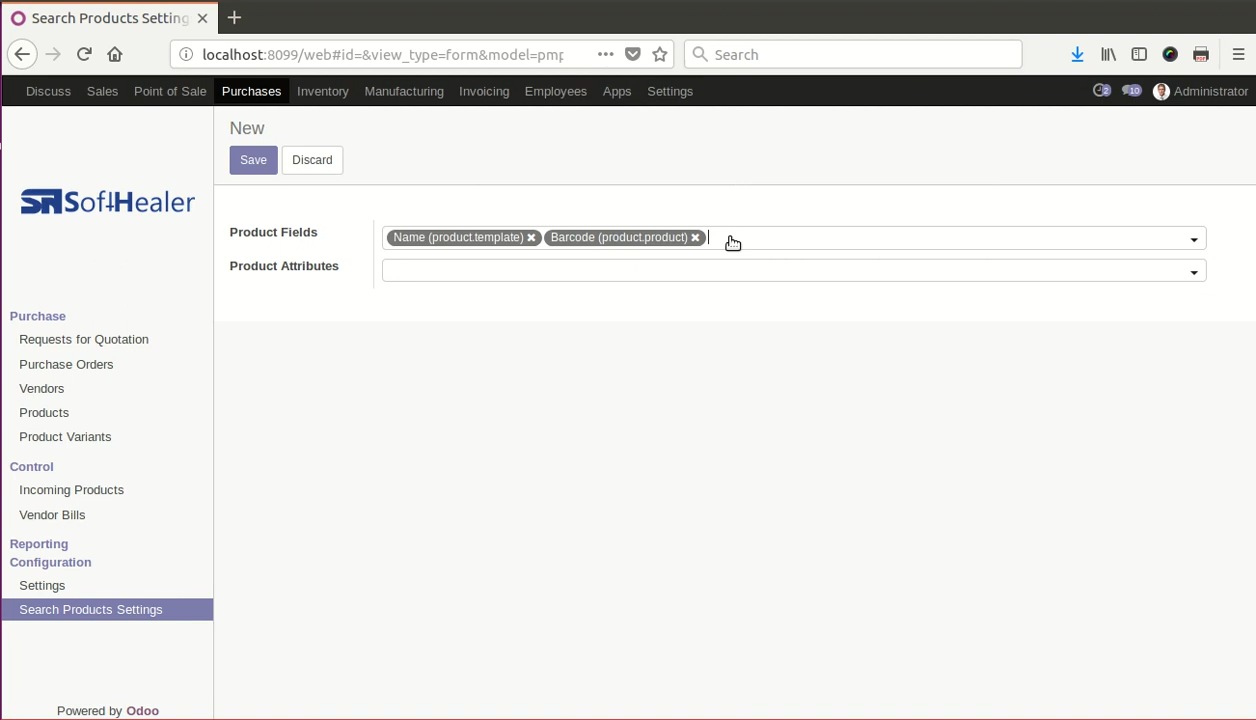 Search Products Setting
localhost:8099/web#id=&view_type=form&model=pmp
Search
Discuss Sales Point of Sale Purchases Inventory Manufacturing Invoicing Employees Apps Settings 2 10 Administrator
New
Save Discard
SoftHealer
Product Fields Name (product.template) Barcode (product.product)
Product Attributes
Purchase
Requests for Quotation
Purchase Orders
Vendors
Products
Product Variants
Control
Incoming Products
Vendor Bills
Reporting
Configuration
Settings
Search Products Settings
Powered by Odoo